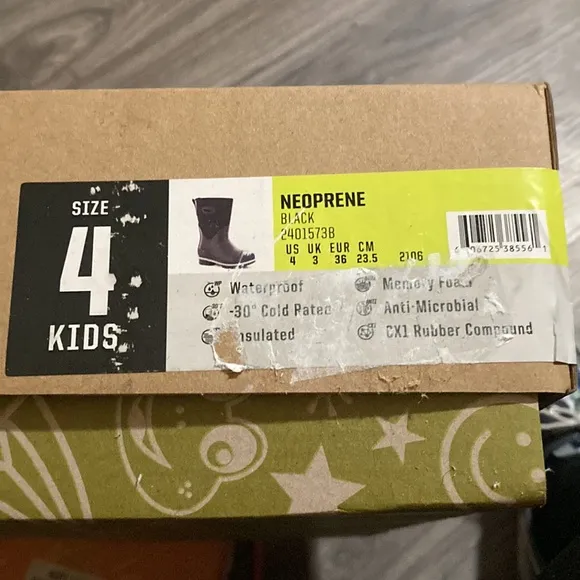 SIZE
4
KIDS
NEOPRENE
BLACK
2401573B
US UK EUR CM
4 3 36 23.5 2106
Waterproof
-30° Cold Rated
Insulated
Memory Foam
Anti-Microbial
CX1 Rubber Compound